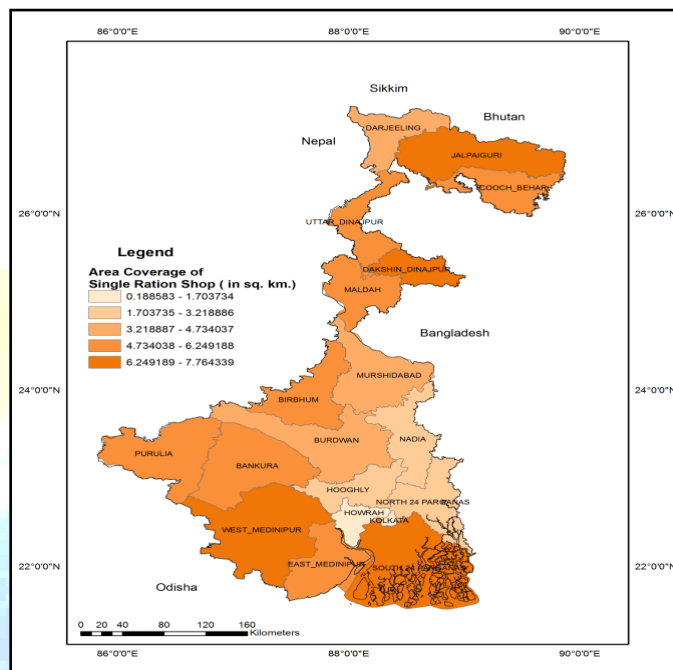 86°0'0"E 88°0'0"E 90°0'0"E
Sikkim
Bhutan
Nepal
DARJEELING
JALPAIGURI
COOCH_BEHAR
26°0'0"N 26°0'0"N
UTTAR_DINAJPUR
Legend
Area Coverage of
Single Ration Shop ( in sq. km.)
0.188583 - 1.703734
1.703735 - 3.218886
3.218887 - 4.734037
4.734038 - 6.249188
6.249189 - 7.764339
DAKSHIN_DINAJPUR
MALDAH
Bangladesh
MURSHIDABAD
24°0'0"N 24°0'0"N
BIRBHUM
BURDWAN
NADIA
PURULIA
BANKURA
HOOGHLY
NORTH 24 PARGANAS
HOWRAH
KOLKATA
WEST_MEDINIPUR
EAST_MEDINIPUR
SOUTH 24 PARGANAS
22°0'0"N 22°0'0"N
Odisha
0 20 40 80 120 160
Kilometers
86°0'0"E 88°0'0"E 90°0'0"E